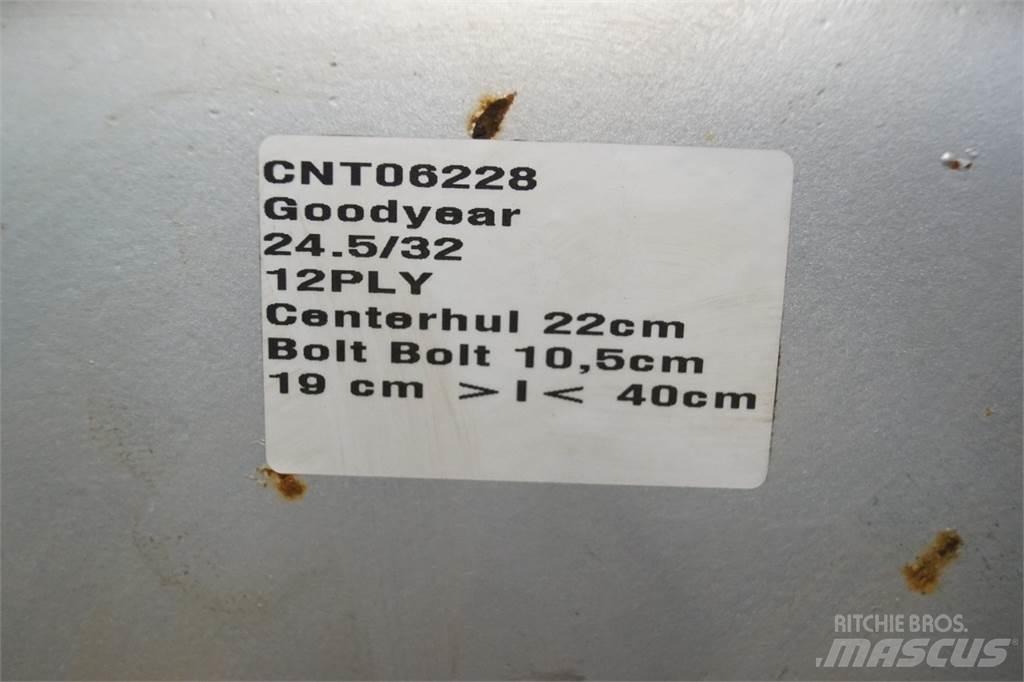 CNT06228
Goodyear
24.5/32
12PLY
Centerhul 22cm
Bolt Bolt 10,5cm
19 cm >I< 40cm
RITCHIE BROS.
MASCUS